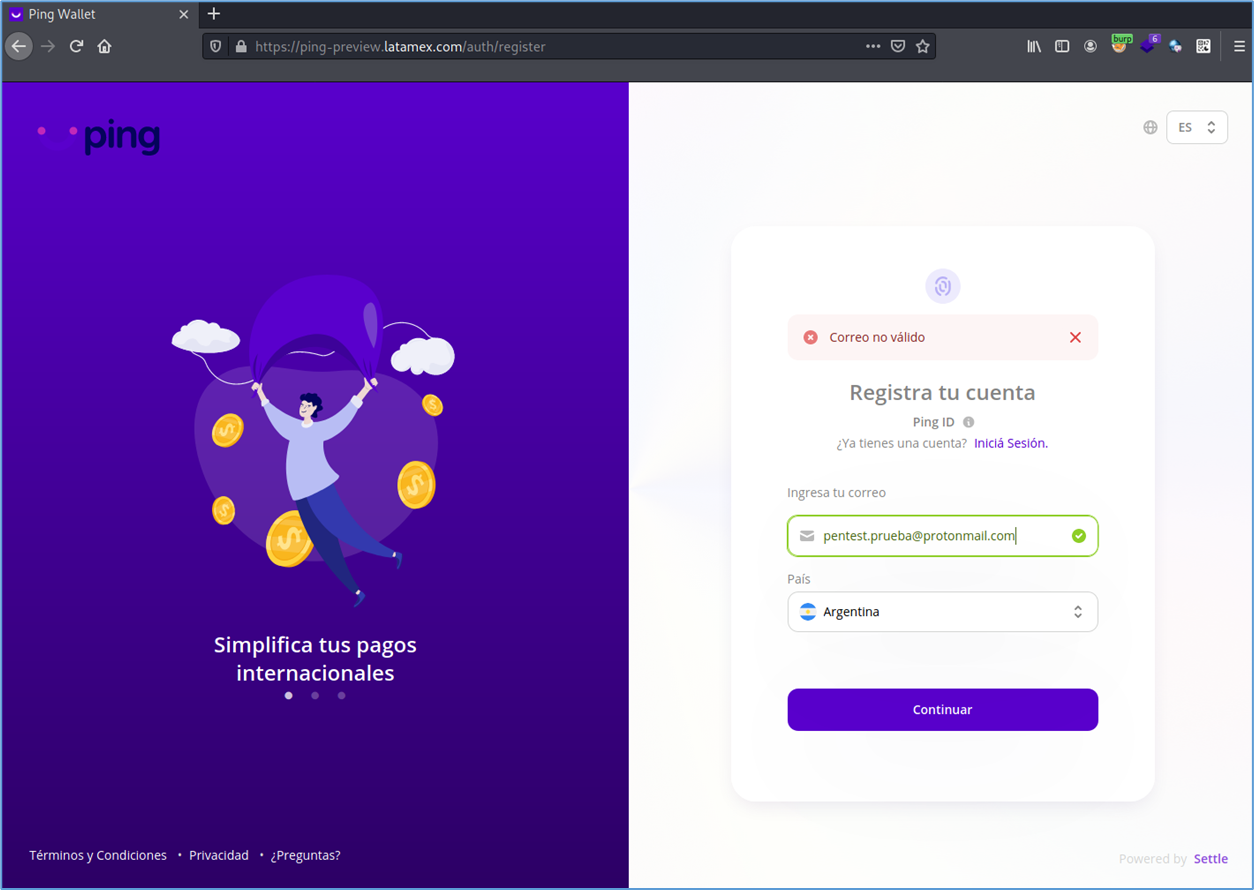 Ping Wallet
https://ping-preview.latamex.com/auth/register
burp
6
ping
ES
Correo no válido
Registra tu cuenta
Ping ID
¿Ya tienes una cuenta? Iniciá Sesión.
Ingresa tu correo
pentest.prueba@protonmail.com
País
Argentina
Continuar
Simplifica tus pagos
internacionales
Términos y Condiciones • Privacidad • ¿Preguntas?
Powered by Settle